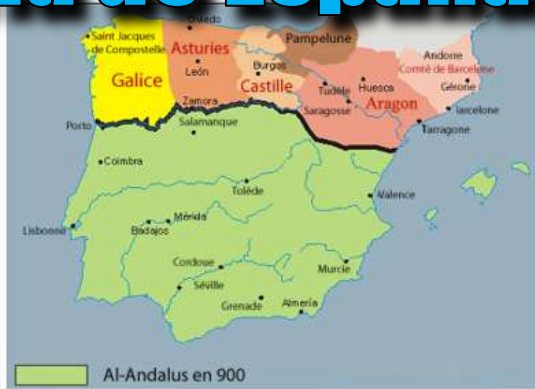 Oviedo
Saint Jacques
de Compostelle
Asturies
Pampelune
León
Burgos
Galice
Castille
Andorre
Comté de Barcelone
Tudèle
Huesca
Gérone
Zamora
Saragosse
Aragon
Barcelone
Porto
Salamanque
Tarragone
Coimbra
Tolède
Valence
Lisbonne
Badajos
Mérida
Cordoue
Murcie
Séville
Grenade
Almería
Al-Andalus en 900